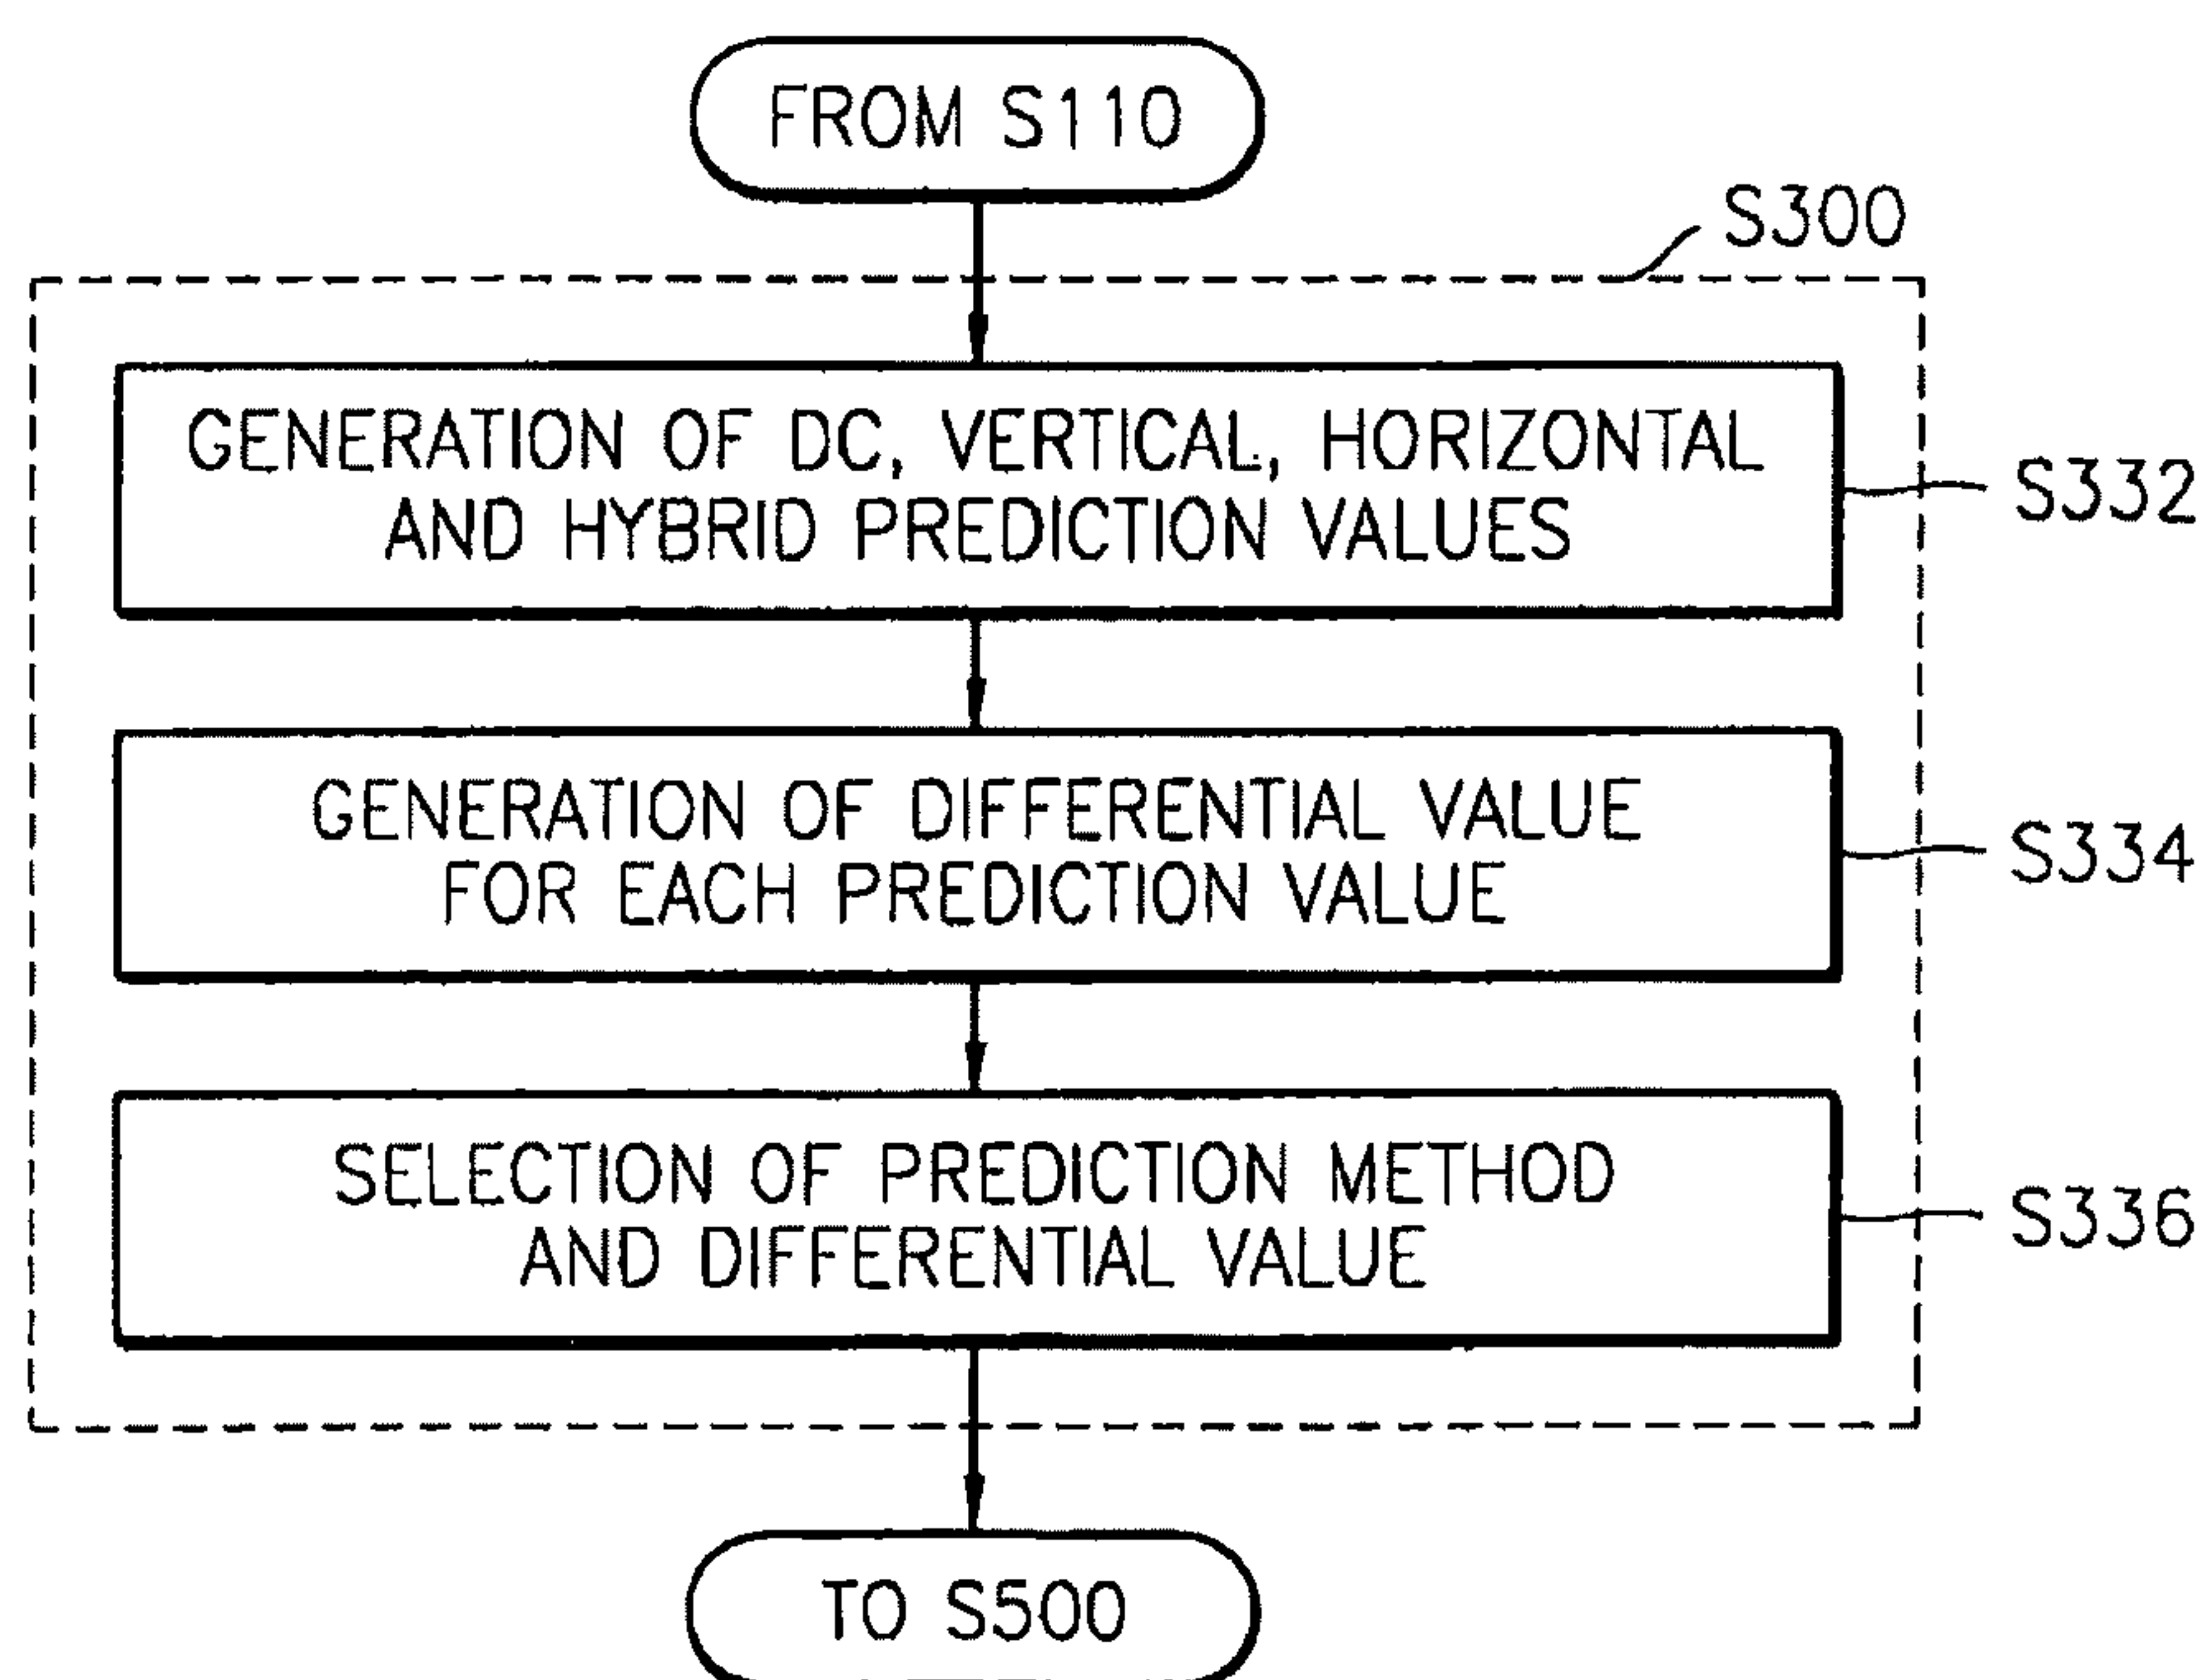 FROM S110
S300
GENERATION OF DC, VERTICAL, HORIZONTAL
AND HYBRID PREDICTION VALUES
S332
GENERATION OF DIFFERENTIAL VALUE
FOR EACH PREDICTION VALUE
S334
SELECTION OF PREDICTION METHOD
AND DIFFERENTIAL VALUE
S336
TO S500